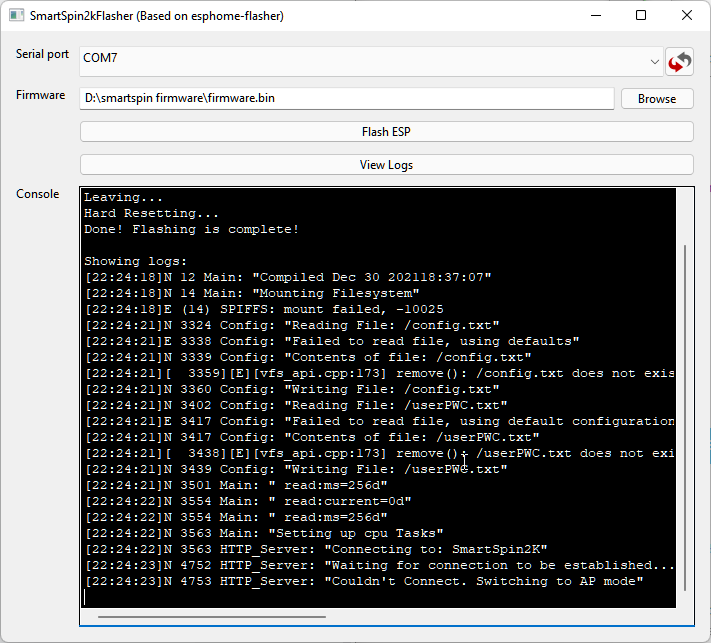 SmartSpin2kFlasher (Based on esphome-flasher)
Serial port
COM7
Firmware
D:\smartspin firmware\firmware.bin
Browse
Flash ESP
View Logs
Console
Leaving...
Hard Resetting...
Done! Flashing is complete!
Showing logs:
[22:24:18]N 12 Main: "Compiled Dec 30 202118:37:07"
[22:24:18]N 14 Main: "Mounting Filesystem"
[22:24:18]E (14) SPIFFS: mount failed, -10025
[22:24:21]N 3324 Config: "Reading File: /config.txt"
[22:24:21]E 3338 Config: "Failed to read file, using defaults"
[22:24:21]N 3339 Config: "Contents of file: /config.txt"
[22:24:21][  3359][E][vfs_api.cpp:173] remove(): /config.txt does not exis
[22:24:21]N 3360 Config: "Writing File: /config.txt"
[22:24:21]N 3402 Config: "Reading File: /userPWC.txt"
[22:24:21]E 3417 Config: "Failed to read file, using default configuration
[22:24:21]N 3417 Config: "Contents of file: /userPWC.txt"
[22:24:21][  3438][E][vfs_api.cpp:173] remove(): /userPWC.txt does not exi
[22:24:21]N 3439 Config: "Writing File: /userPWC.txt"
[22:24:21]N 3501 Main: " read:ms=256d"
[22:24:22]N 3554 Main: " read:current=0d"
[22:24:22]N 3554 Main: " read:ms=256d"
[22:24:22]N 3563 Main: "Setting up cpu Tasks"
[22:24:22]N 3563 HTTP_Server: "Connecting to: SmartSpin2K"
[22:24:23]N 4752 HTTP_Server: "Waiting for connection to be established...
[22:24:23]N 4753 HTTP_Server: "Couldn't Connect. Switching to AP mode"